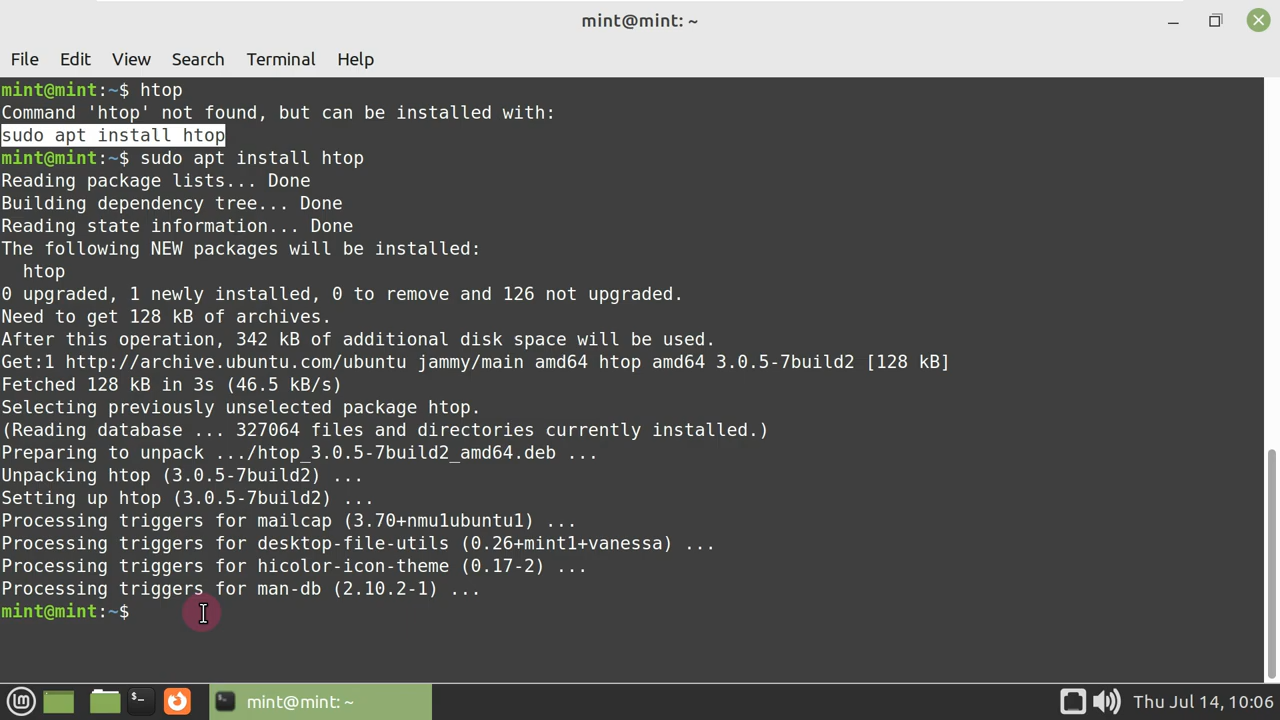 mint@mint: ~
File Edit View Search Terminal Help
mint@mint:~$ htop
Command 'htop' not found, but can be installed with:
sudo apt install htop
mint@mint:~$ sudo apt install htop
Reading package lists... Done
Building dependency tree... Done
Reading state information... Done
The following NEW packages will be installed:
  htop
0 upgraded, 1 newly installed, 0 to remove and 126 not upgraded.
Need to get 128 kB of archives.
After this operation, 342 kB of additional disk space will be used.
Get:1 http://archive.ubuntu.com/ubuntu jammy/main amd64 htop amd64 3.0.5-7build2 [128 kB]
Fetched 128 kB in 3s (46.5 kB/s)
Selecting previously unselected package htop.
(Reading database ... 327064 files and directories currently installed.)
Preparing to unpack .../htop_3.0.5-7build2_amd64.deb ...
Unpacking htop (3.0.5-7build2) ...
Setting up htop (3.0.5-7build2) ...
Processing triggers for mailcap (3.70+nmu1ubuntu1) ...
Processing triggers for desktop-file-utils (0.26+mint1+vanessa) ...
Processing triggers for hicolor-icon-theme (0.17-2) ...
Processing triggers for man-db (2.10.2-1) ...
mint@mint:~$
mint@mint: ~ Thu Jul 14, 10:06